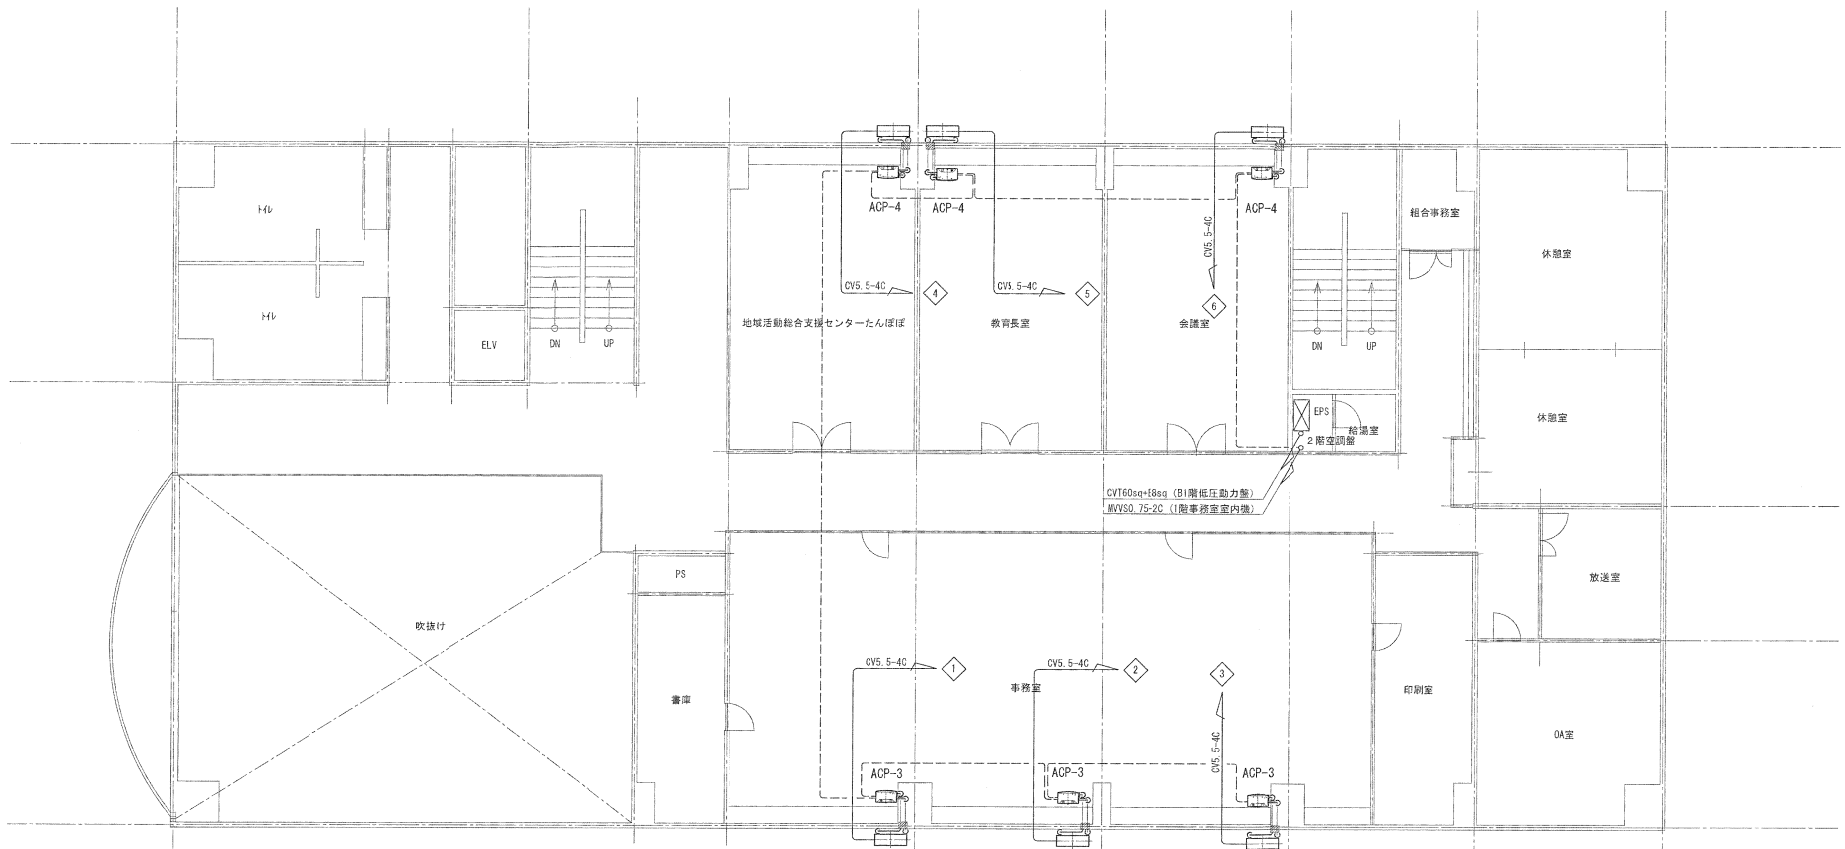 ACP-4
ACP-4
ACP-4
CV5.5-4C
組合事務室
ﾄｲﾚ
休憩室
CV5.5-4C
4
CV5.5-4C
5
6
ﾄｲﾚ
地域活動総合支援センターたんぽぽ
教育長室
会議室
ELV
DN
UP
DN
UP
EPS
給湯室
2階空調盤
休憩室
CVT60sq+E8sq (B1階低圧動力盤)
MVVS0.75-2C (1階事務室室内機)
PS
放送室
吹抜け
CV5.5-4C
1
CV5.5-4C
2
3
事務室
書庫
印刷室
CV5.5-4C
OA室
ACP-3
ACP-3
ACP-3